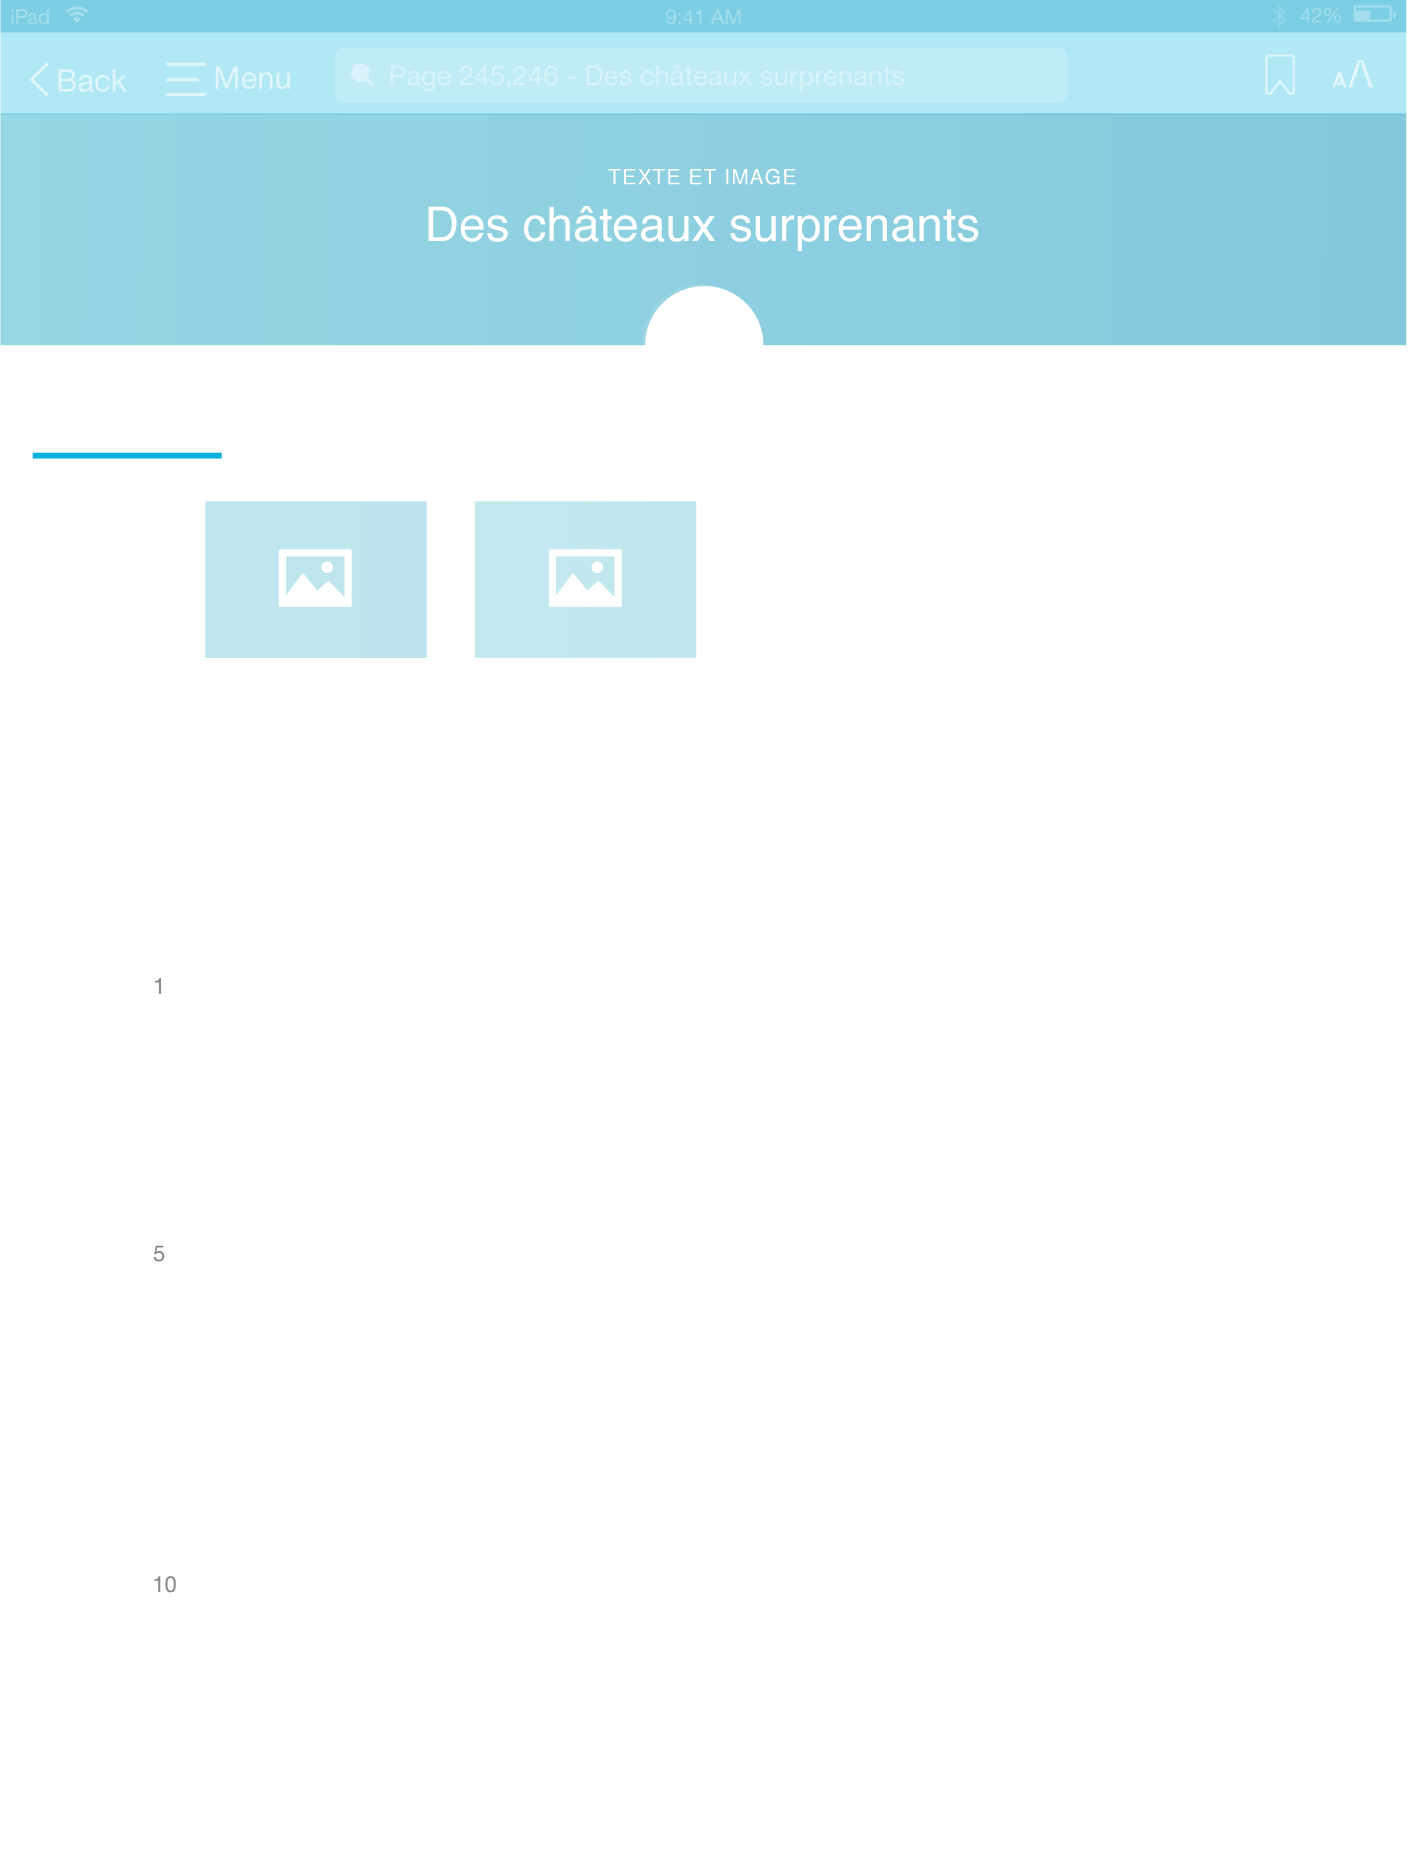 iPad 9:41 AM 42%
Back Menu Page 245,246 - Des châteaux surprenants AA
TEXTE ET IMAGE
Des châteaux surprenants
1
5
10